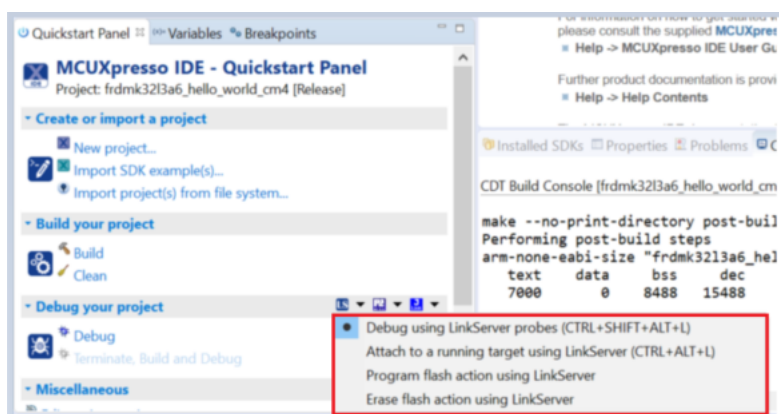 Quickstart Panel
Variables
Breakpoints
MCUXpresso IDE - Quickstart Panel
Project: frdmk32l3a6_hello_world_cm4 [Release]
Create or import a project
New project...
Import SDK example(s)...
Import project(s) from file system...
Build your project
Build
Clean
Debug your project
Debug
Terminate, Build and Debug
Miscellaneous
please consult the supplied MCUXpres
Help -> MCUXpresso IDE User Gu
Further product documentation is provi
Help -> Help Contents
Installed SDKs
Properties
Problems
CDT Build Console [frdmk32l3a6_hello_world_cm
make --no-print-directory post-buil
Performing post-build steps
arm-none-eabi-size "frdmk32l3a6_hel
text data bss dec
7000 0 8488 15488
Debug using LinkServer probes (CTRL+SHIFT+ALT+L)
Attach to a running target using LinkServer (CTRL+ALT+L)
Program flash action using LinkServer
Erase flash action using LinkServer